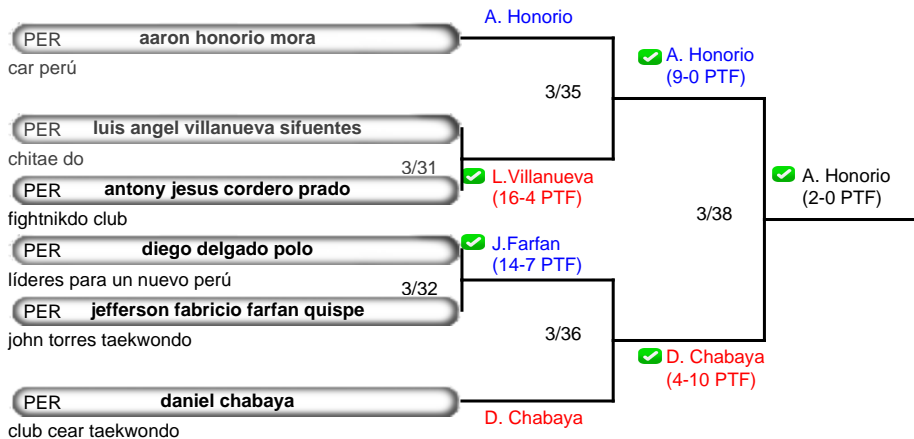 A. Honorio
PER aaron honorio mora
car perú
3/35
A. Honorio
(9-0 PTF)
PER luis angel villanueva sifuentes
chitae do
3/31
L.Villanueva
(16-4 PTF)
PER antony jesus cordero prado
fightnikdo club
3/38
A. Honorio
(2-0 PTF)
PER diego delgado polo
líderes para un nuevo perú
J.Farfan
(14-7 PTF)
3/32
PER jefferson fabricio farfan quispe
john torres taekwondo
3/36
D. Chabaya
(4-10 PTF)
PER daniel chabaya
club cear taekwondo
D. Chabaya